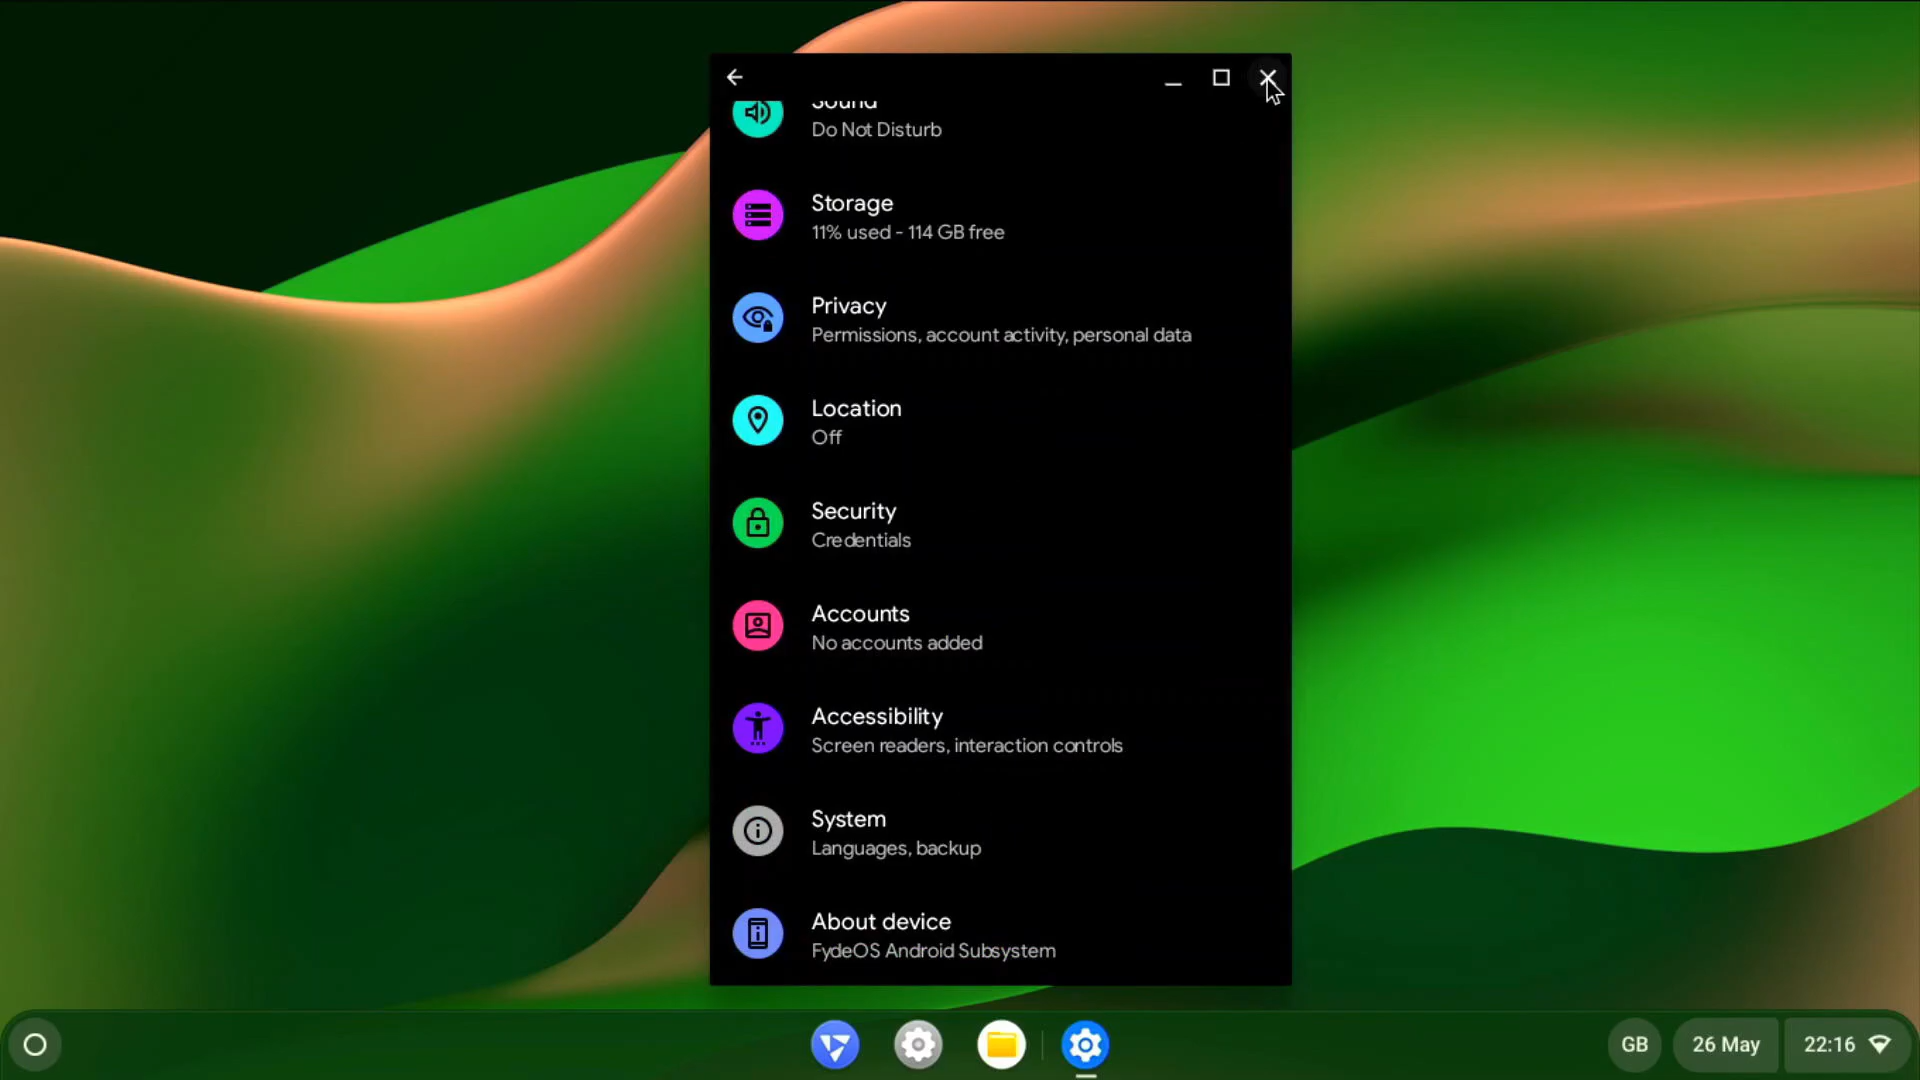 Sound
Do Not Disturb
Storage
11% used - 114 GB free
Privacy
Permissions, account activity, personal data
Location
Off
Security
Credentials
Accounts
No accounts added
Accessibility
Screen readers, interaction controls
System
Languages, backup
About device
FydeOS Android Subsystem
GB
26 May
22:16